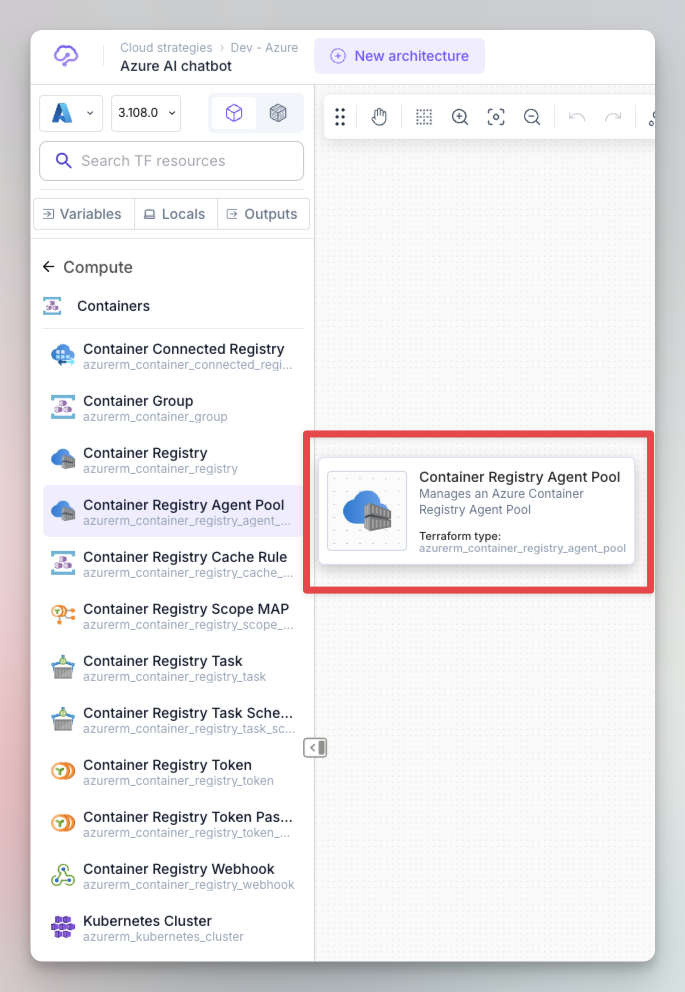 Cloud strategies › Dev - Azure
Azure AI chatbot
New architecture
3.108.0
Search TF resources
Variables
Locals
Outputs
Compute
Containers
Container Connected Registry
azurerm_container_connected_regi...
Container Group
azurerm_container_group
Container Registry
azurerm_container_registry
Container Registry Agent Pool
azurerm_container_registry_agent_...
Container Registry Cache Rule
azurerm_container_registry_cache_...
Container Registry Scope MAP
azurerm_container_registry_scope_...
Container Registry Task
azurerm_container_registry_task
Container Registry Task Sche...
azurerm_container_registry_task_sc...
Container Registry Token
azurerm_container_registry_token
Container Registry Token Pas...
azurerm_container_registry_token_...
Container Registry Webhook
azurerm_container_registry_webhook
Kubernetes Cluster
azurerm_kubernetes_cluster
Container Registry Agent Pool
Manages an Azure Container
Registry Agent Pool
Terraform type:
azurerm_container_registry_agent_pool